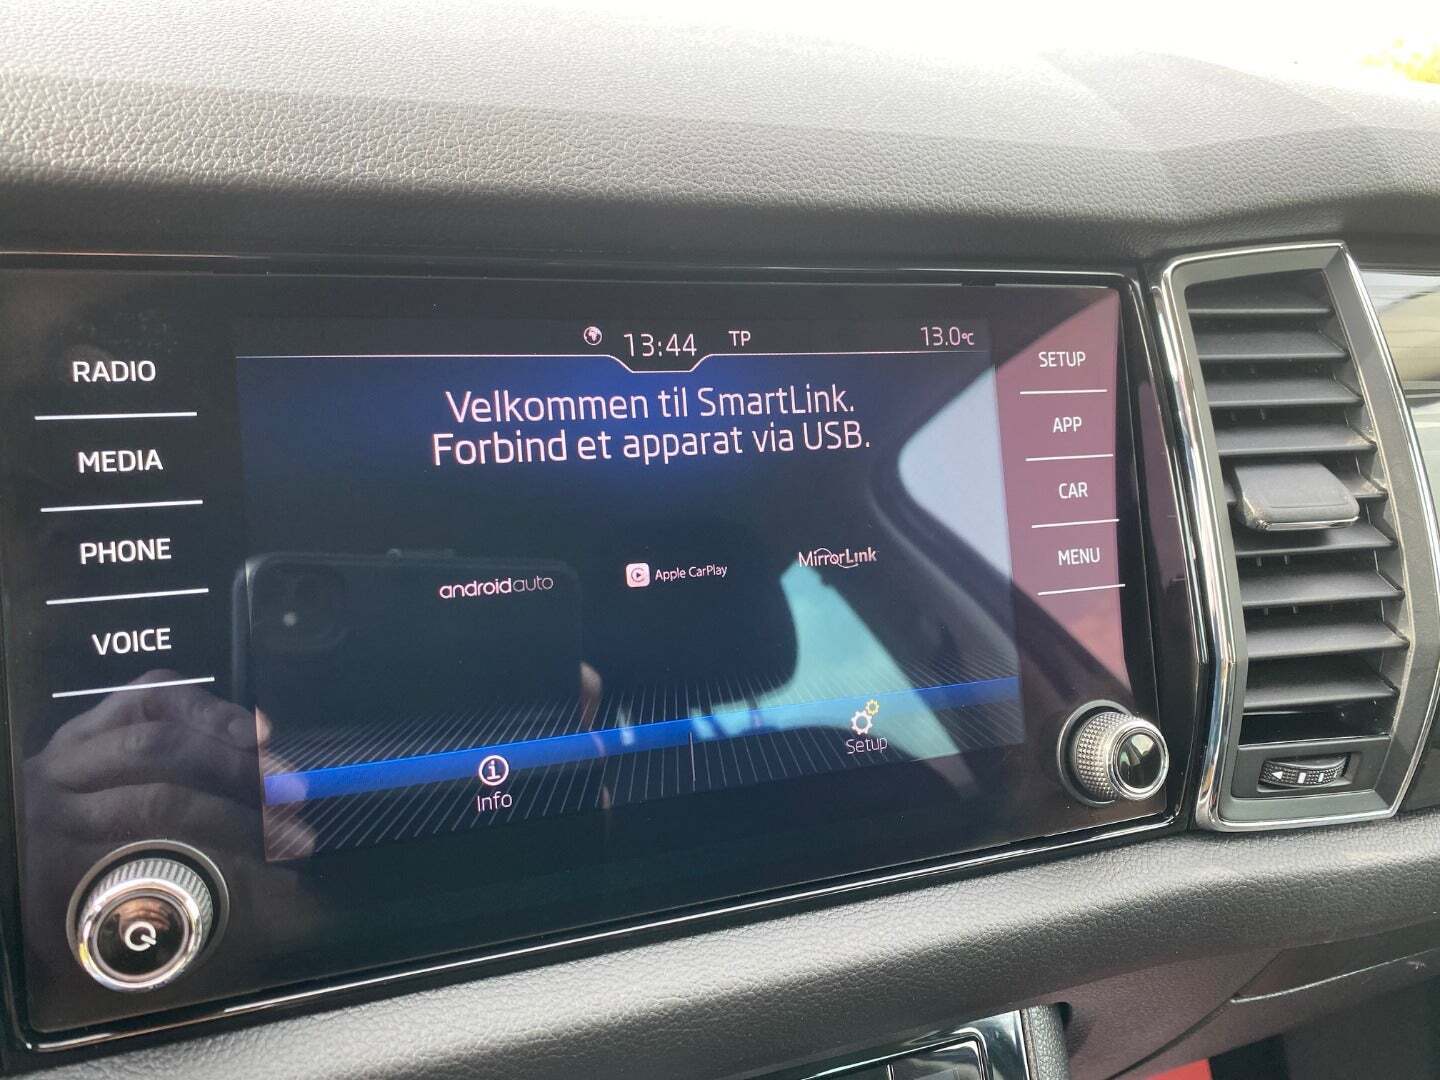 13:44
TP
13.0°C
RADIO
MEDIA
PHONE
VOICE
Velkommen til SmartLink.
Forbind et apparat via USB.
androidauto
Apple CarPlay
MirrorLink
Info
Setup
SETUP
APP
CAR
MENU